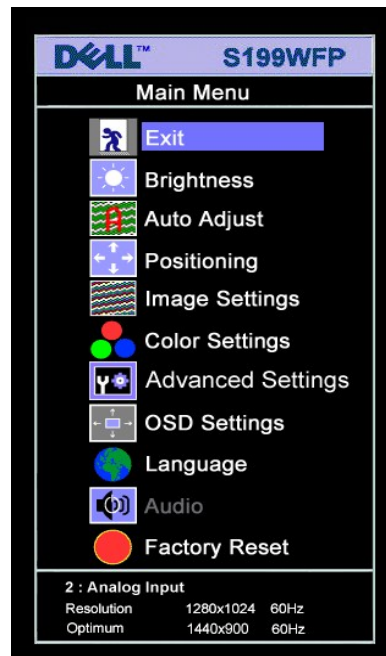 DELL™ S199WFP
Main Menu
Exit
Brightness
Auto Adjust
Positioning
Image Settings
Color Settings
Advanced Settings
OSD Settings
Language
Audio
Factory Reset
2 : Analog Input
Resolution 1280x1024 60Hz
Optimum 1440x900 60Hz